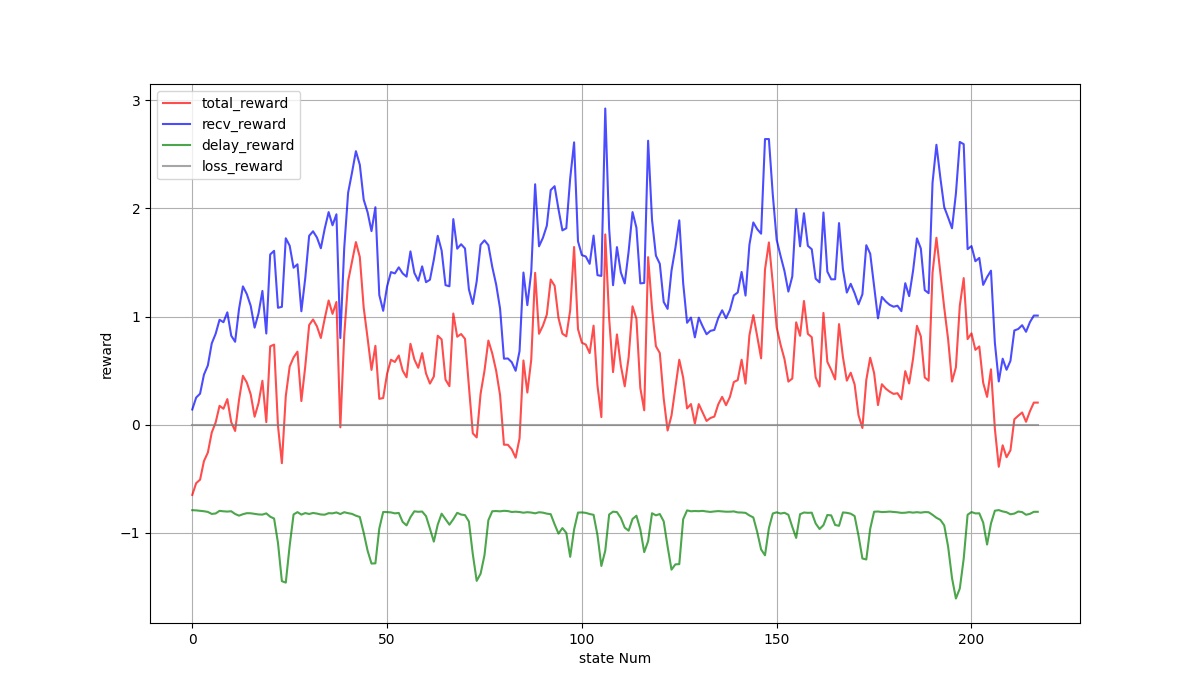 total_reward
recv_reward
delay_reward
loss_reward
3
2
1
0
−1
reward
0 50 100 150 200
state Num